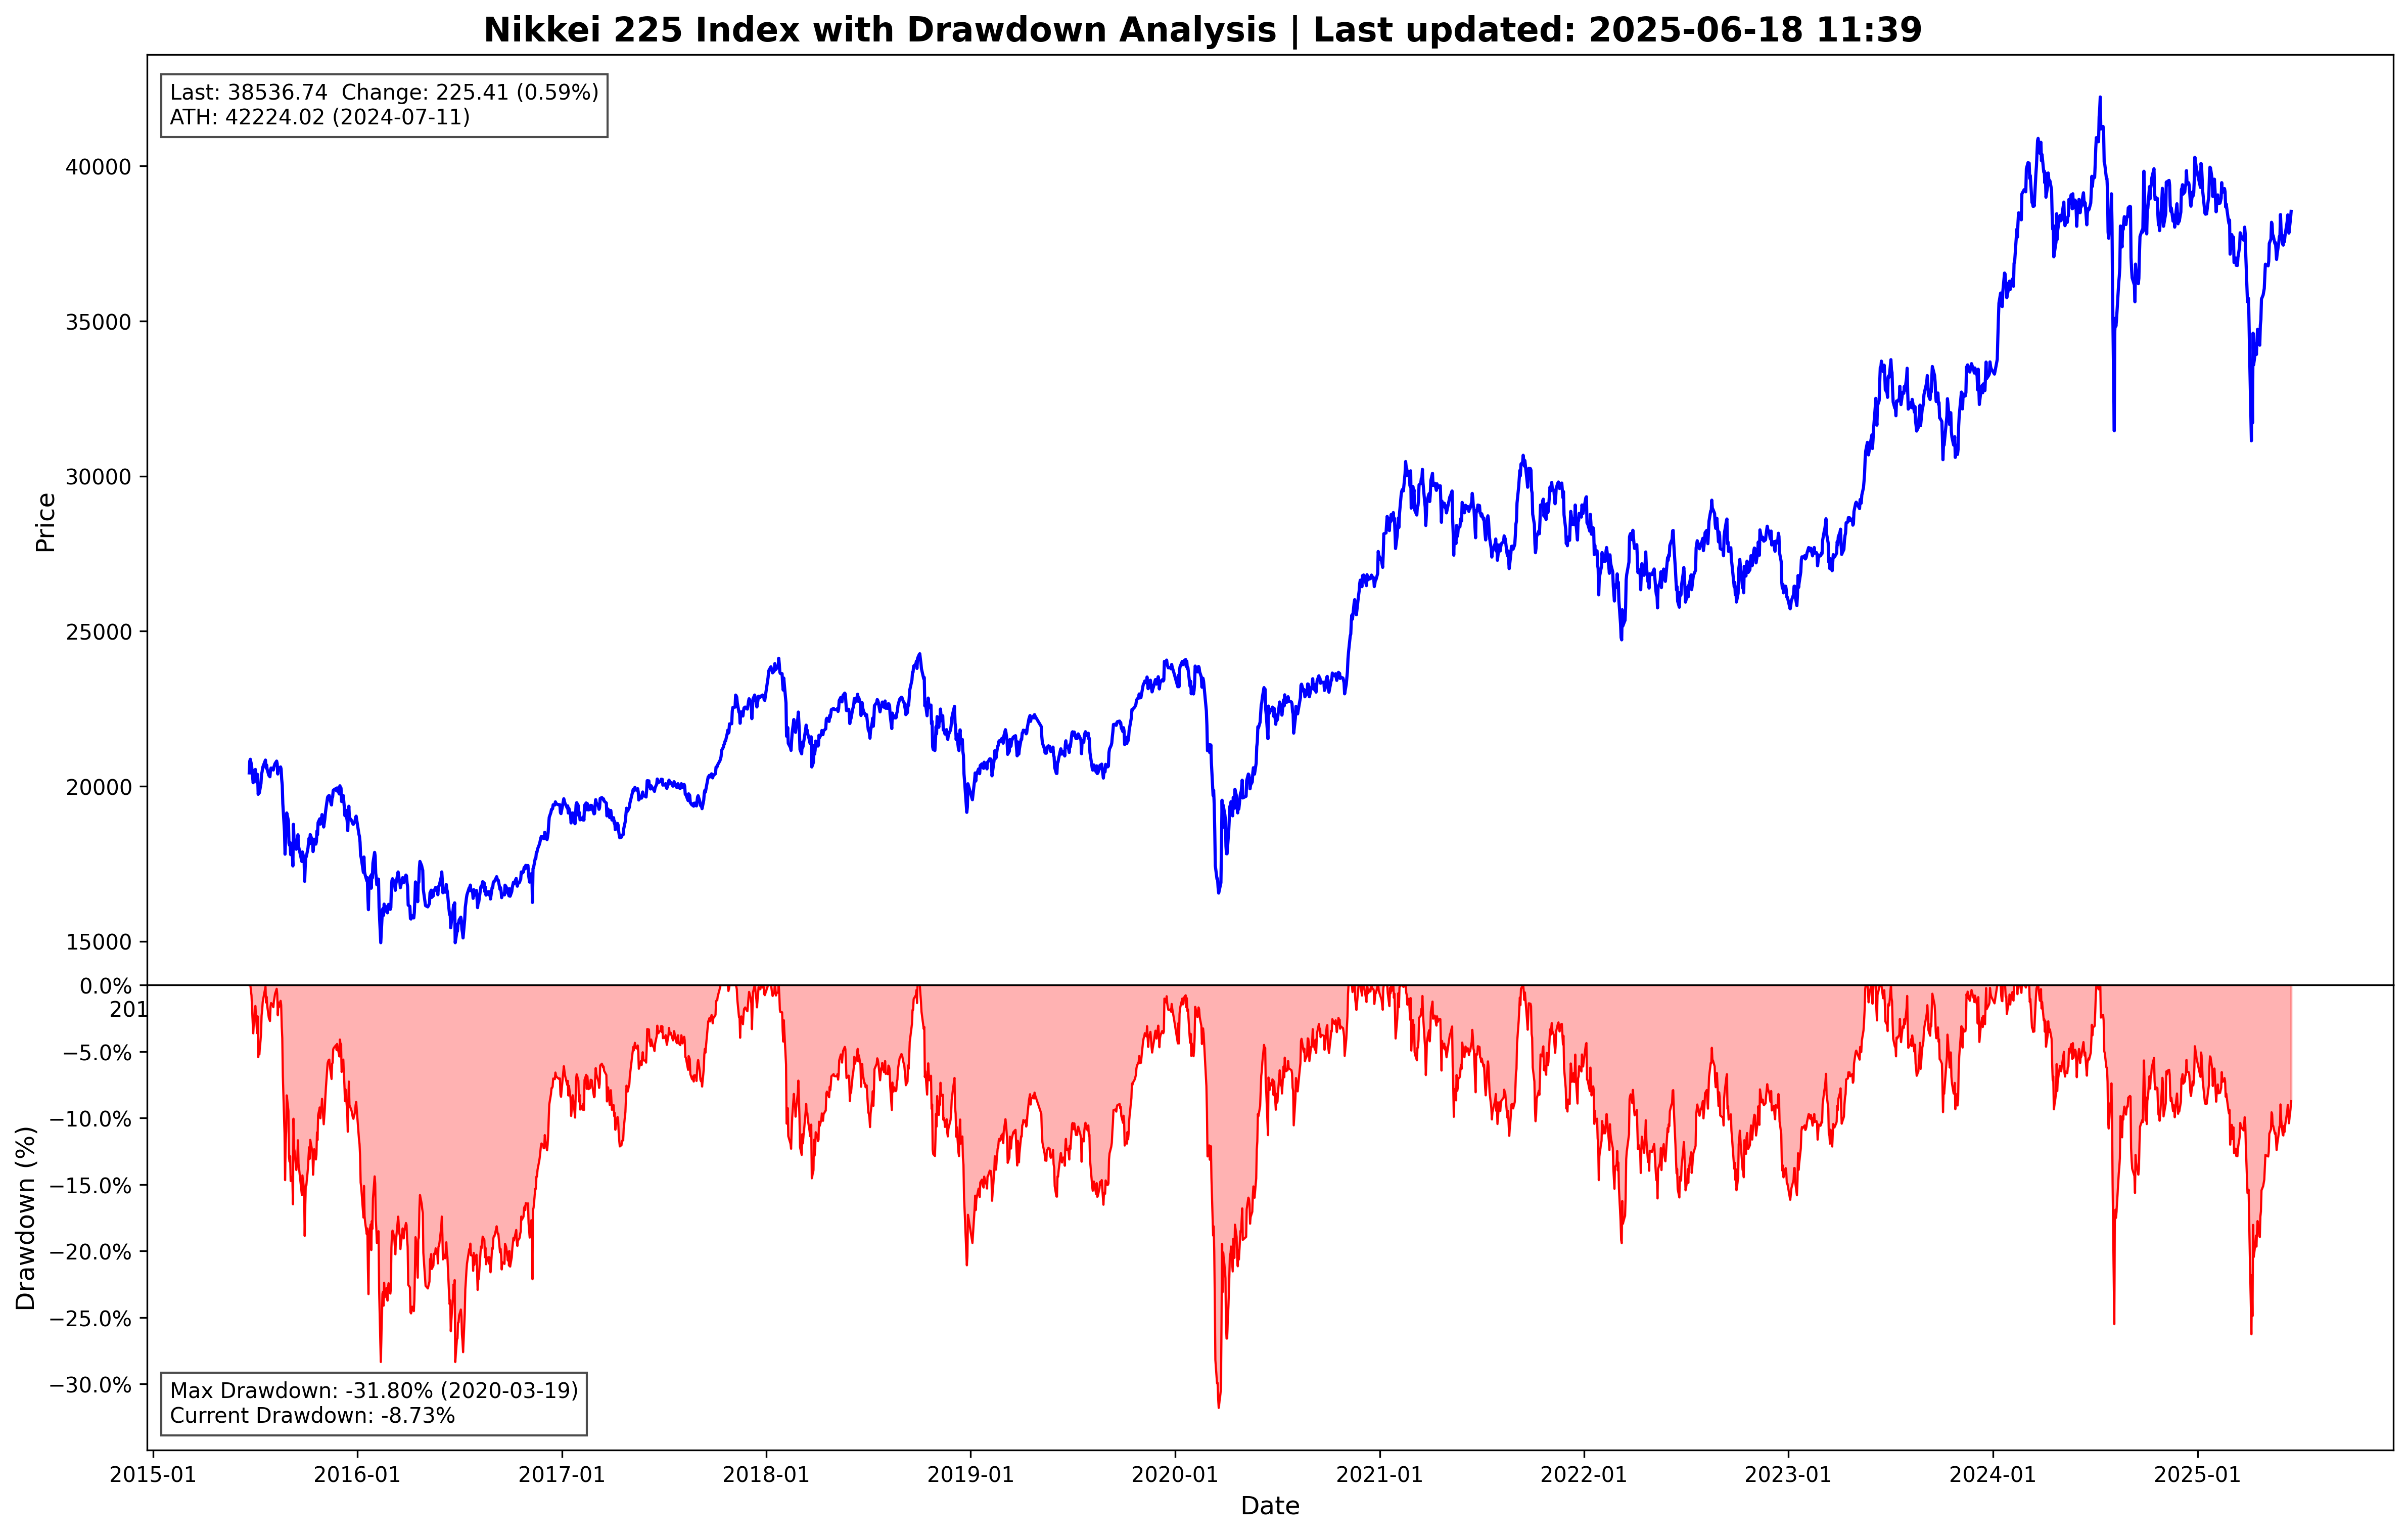 Nikkei 225 Index with Drawdown Analysis | Last updated: 2025-06-18 11:39
Last: 38536.74  Change: 225.41 (0.59%)
ATH: 42224.02 (2024-07-11)
40000
35000
30000
25000
20000
15000
Price
0.0%
201
−5.0%
−10.0%
−15.0%
−20.0%
−25.0%
−30.0%
Drawdown (%)
Max Drawdown: -31.80% (2020-03-19)
Current Drawdown: -8.73%
2015-01 2016-01 2017-01 2018-01 2019-01 2020-01 2021-01 2022-01 2023-01 2024-01 2025-01
Date